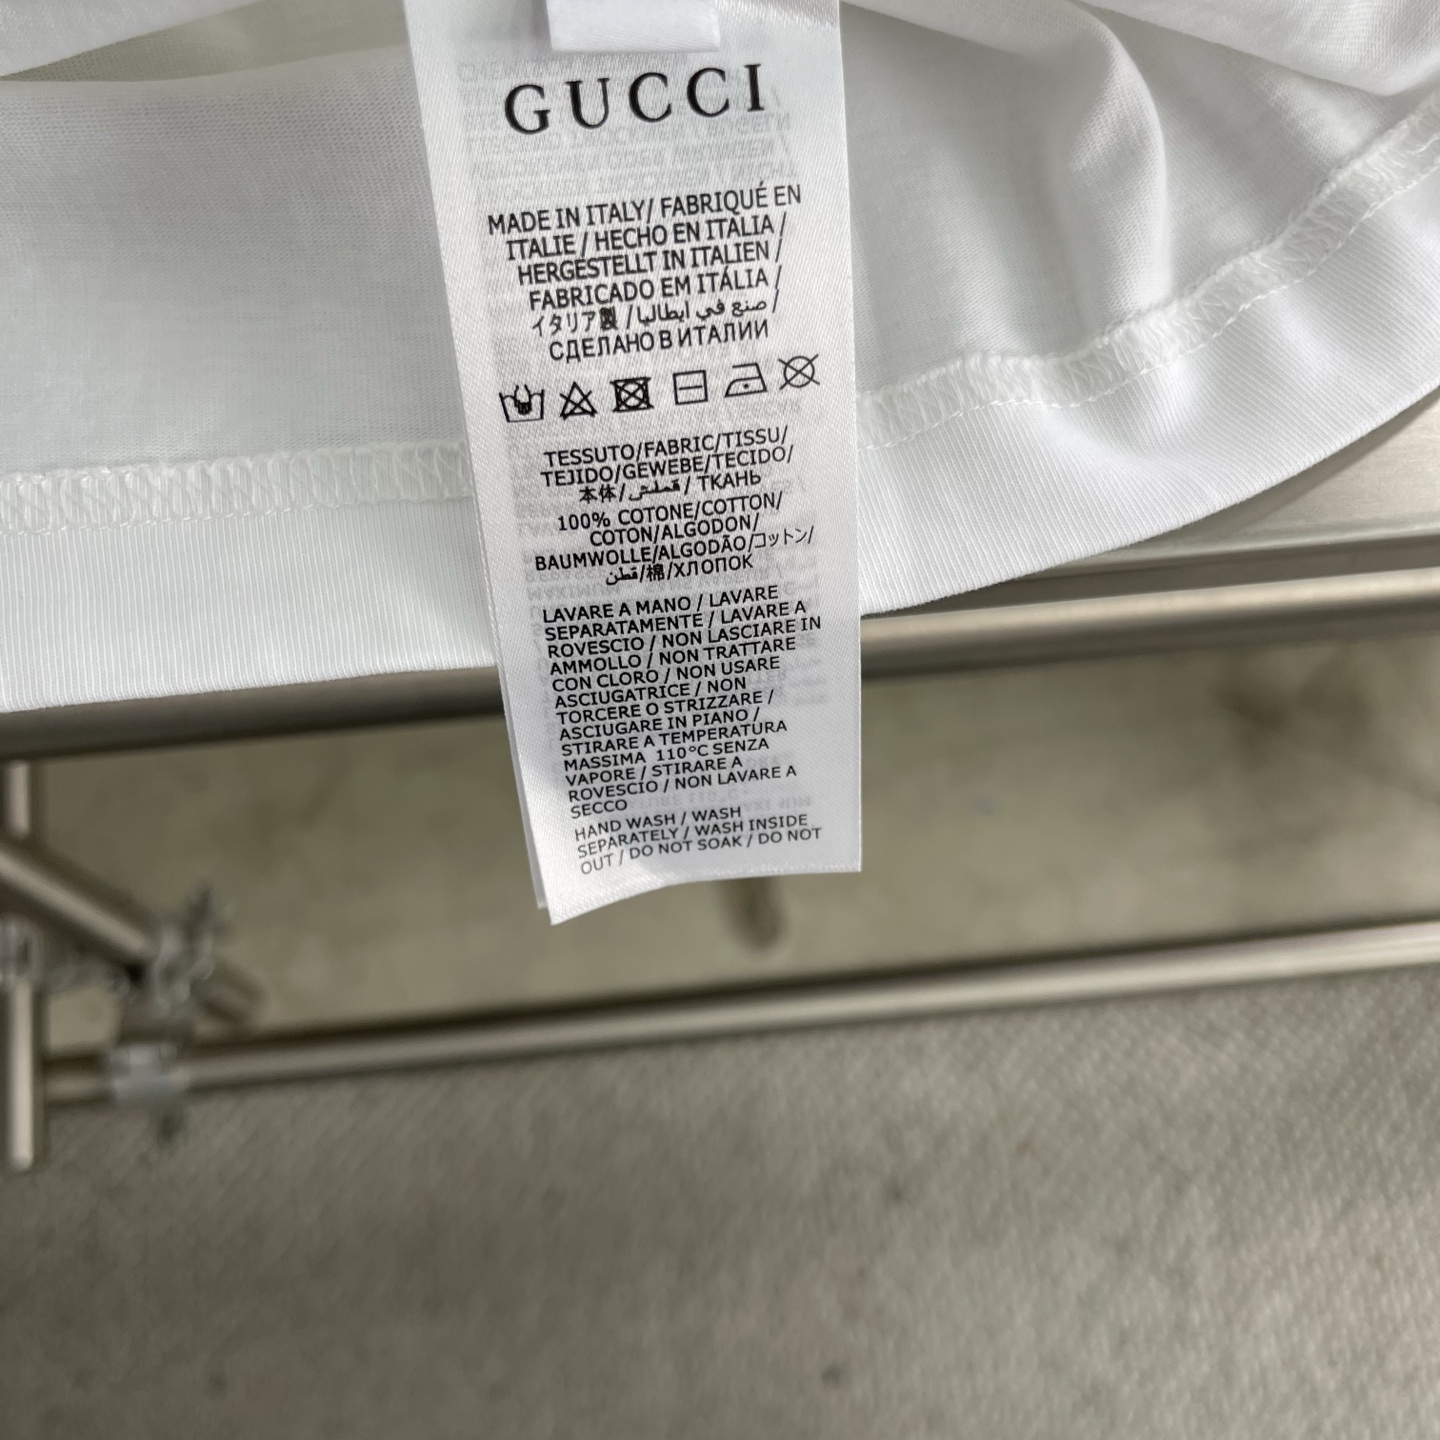 GUCCI
MADE IN ITALY/ FABRIQUÉ EN
ITALIE / HECHO EN ITALIA /
HERGESTELLT IN ITALIEN /
FABRICADO EM ITÁLIA /
イタリア製 / صنع في ايطاليا /
СДЕЛАНО В ИТАЛИИ
TESSUTO/FABRIC/TISSU/
TEJIDO/GEWEBE/TECIDO/
本体/ قملش / ТКАНЬ
100% COTONE/COTTON/
COTON/ALGODON/
BAUMWOLLE/ALGODÃO/コットン/
قطن/棉/ХЛОПОК
LAVARE A MANO / LAVARE
SEPARATAMENTE / LAVARE A
ROVESCIO / NON LASCIARE IN
AMMOLLO / NON TRATTARE
CON CLORO / NON USARE
ASCIUGATRICE / NON
TORCERE O STRIZZARE /
ASCIUGARE IN PIANO /
STIRARE A TEMPERATURA
MASSIMA 110°C SENZA
VAPORE / STIRARE A
ROVESCIO / NON LAVARE A
SECCO
HAND WASH / WASH
SEPARATELY / WASH INSIDE
OUT / DO NOT SOAK / DO NOT